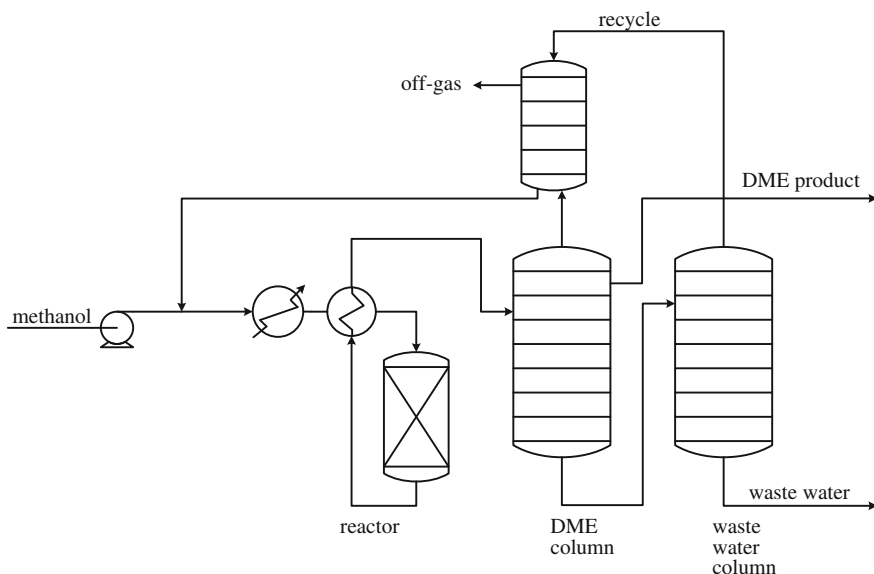 recycle
off-gas
DME product
methanol
waste water
reactor
DME
column
waste
water
column